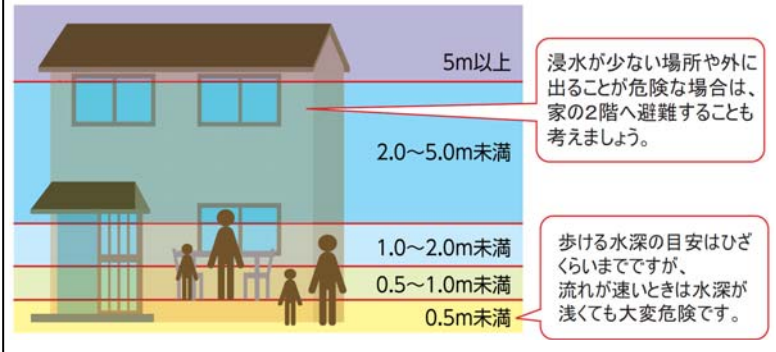 5m以上
2.0〜5.0m未満
1.0〜2.0m未満
0.5〜1.0m未満
0.5m未満
浸水が少ない場所や外に
出ることが危険な場合は、
家の2階へ避難することも
考えましょう。
歩ける水深の目安はひざ
くらいまでですが、
流れが速いときは水深が
浅くても大変危険です。